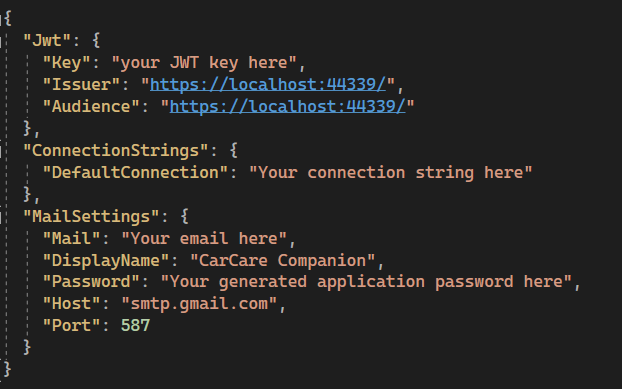 {
"Jwt": {
"Key": "your JWT key here",
"Issuer": "https://localhost:44339/",
"Audience": "https://localhost:44339/"
},
"ConnectionStrings": {
"DefaultConnection": "Your connection string here"
},
"MailSettings": {
"Mail": "Your email here",
"DisplayName": "CarCare Companion",
"Password": "Your generated application password here",
"Host": "smtp.gmail.com",
"Port": 587
}
}